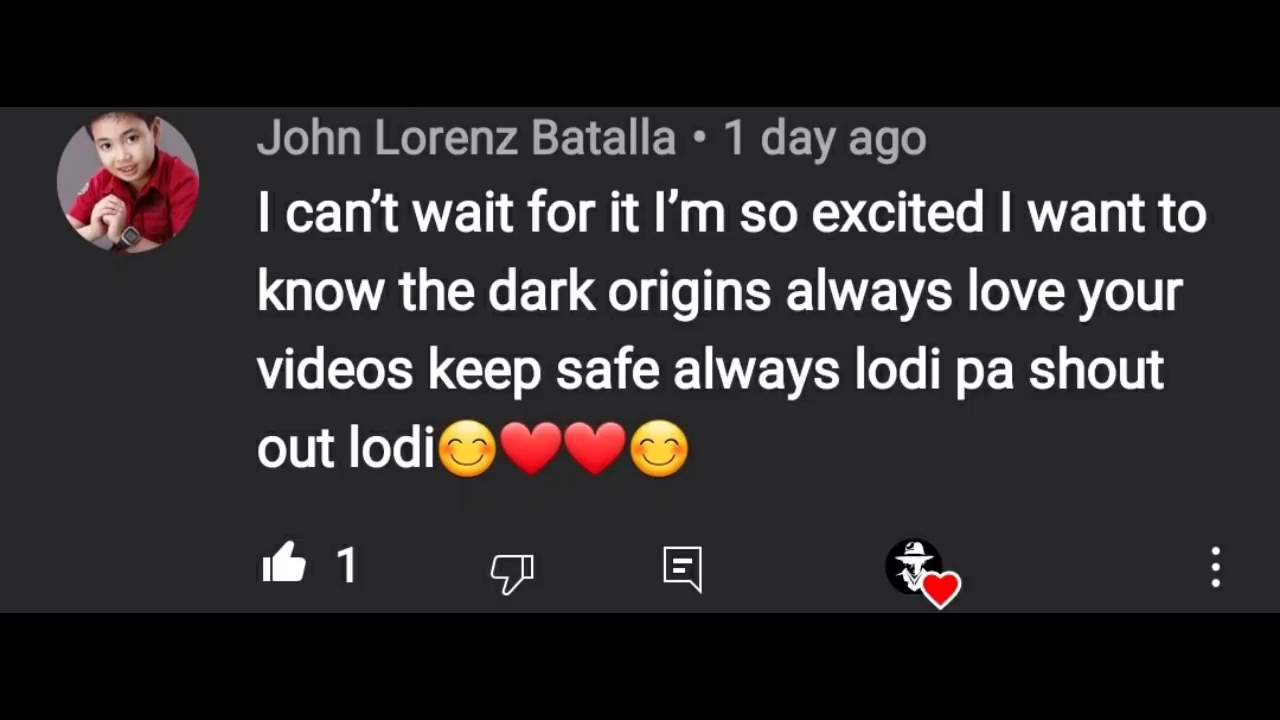 John Lorenz Batalla • 1 day ago
I can’t wait for it I’m so excited I want to
know the dark origins always love your
videos keep safe always lodi pa shout
out lodi😊❤️❤️😊
1